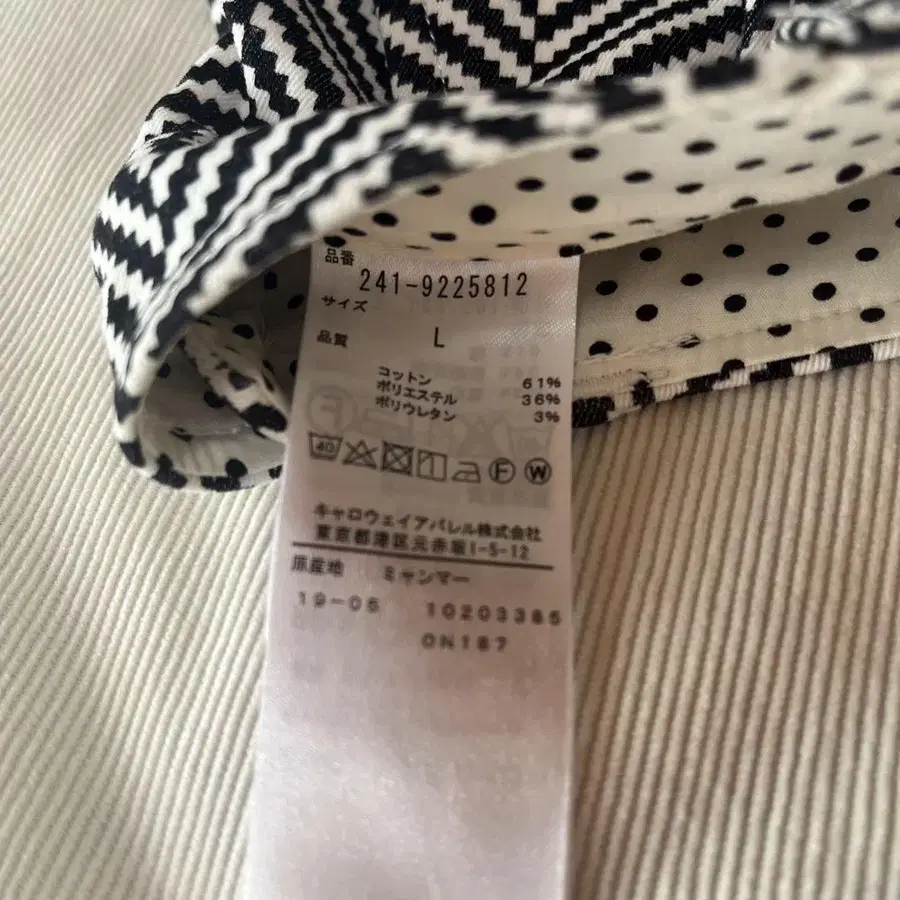 品番
241-9225812
サイズ
L
品質
コットン 61%
ポリエステル 36%
ポリウレタン 3%
40 F W
キャロウェイアパレル株式会社
東京都港区元赤坂1-5-12
原産地 ミャンマー
19-06 10203385
0N187